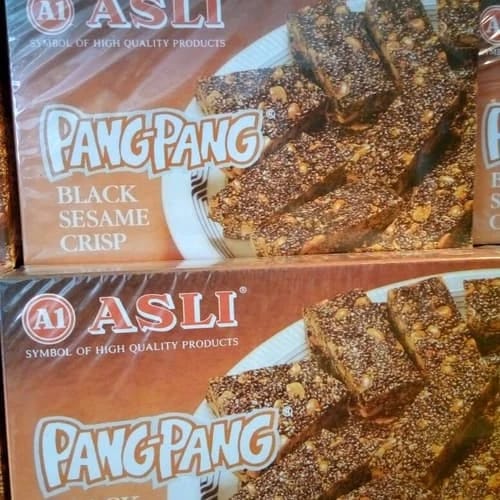 A1 ASLI
SYMBOL OF HIGH QUALITY PRODUCTS
PANG-PANG®
BLACK
SESAME
CRISP
A1 ASLI®
SYMBOL OF HIGH QUALITY PRODUCTS
PANG-PANG®